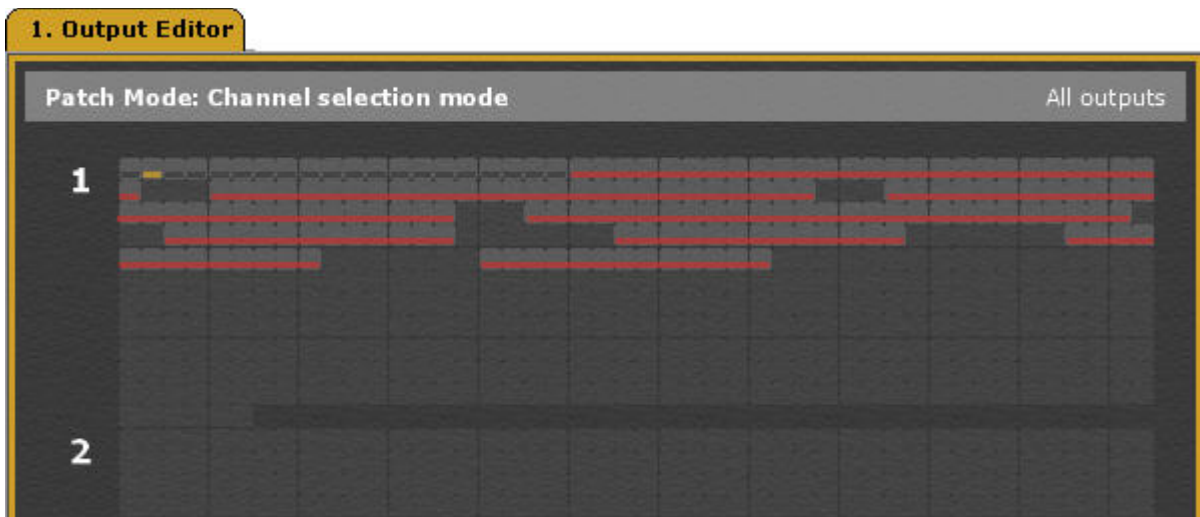 1. Output Editor
Patch Mode: Channel selection mode
All outputs
1
2